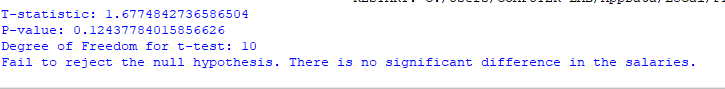 T-statistic: 1.6774842736586504
P-value: 0.12437784015856626
Degree of Freedom for t-test: 10
Fail to reject the null hypothesis. There is no significant difference in the salaries.